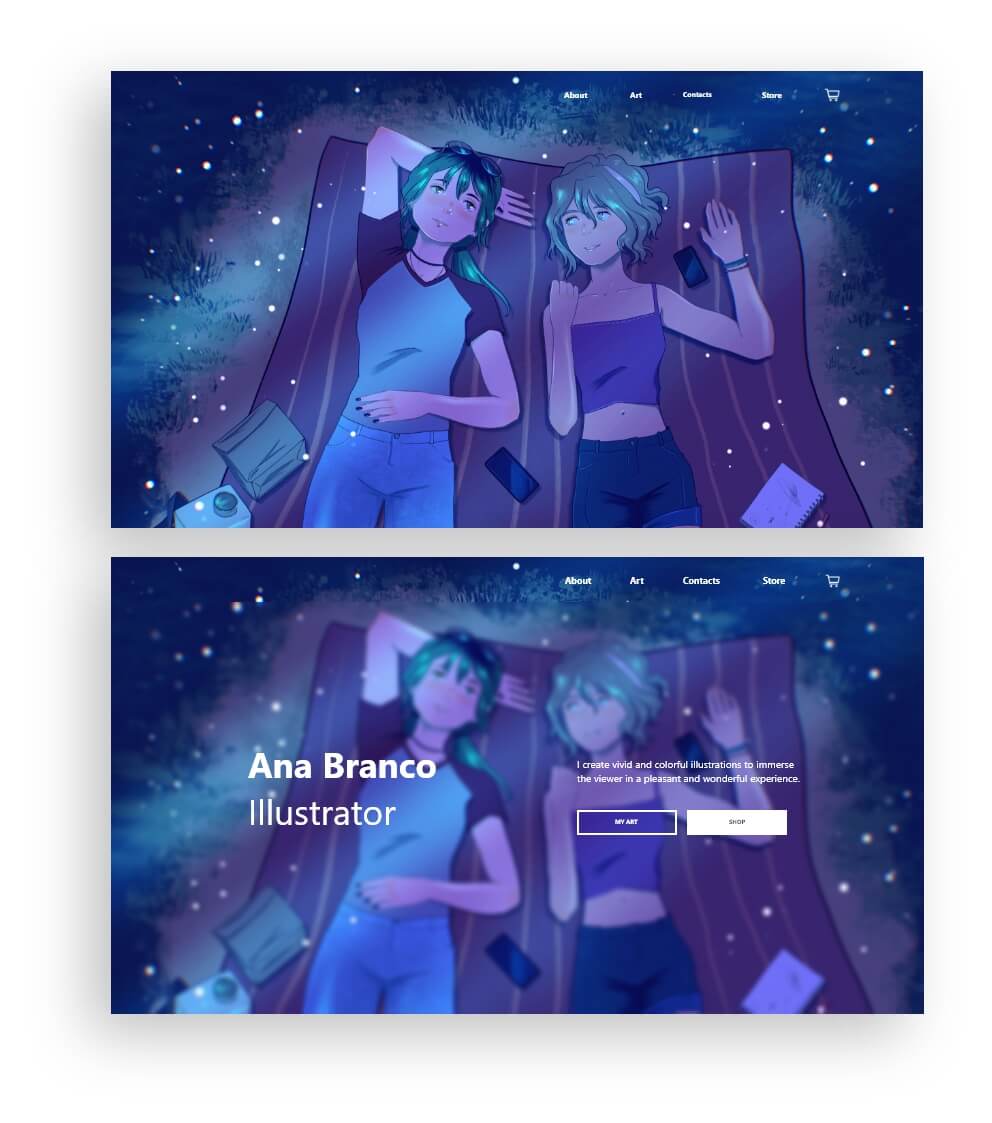 About Art Contacts Store
About Art Contacts Store
Ana Branco
Illustrator
I create vivid and colorful illustrations to immerse
the viewer in a pleasant and wonderful experience.
MY ART SHOP